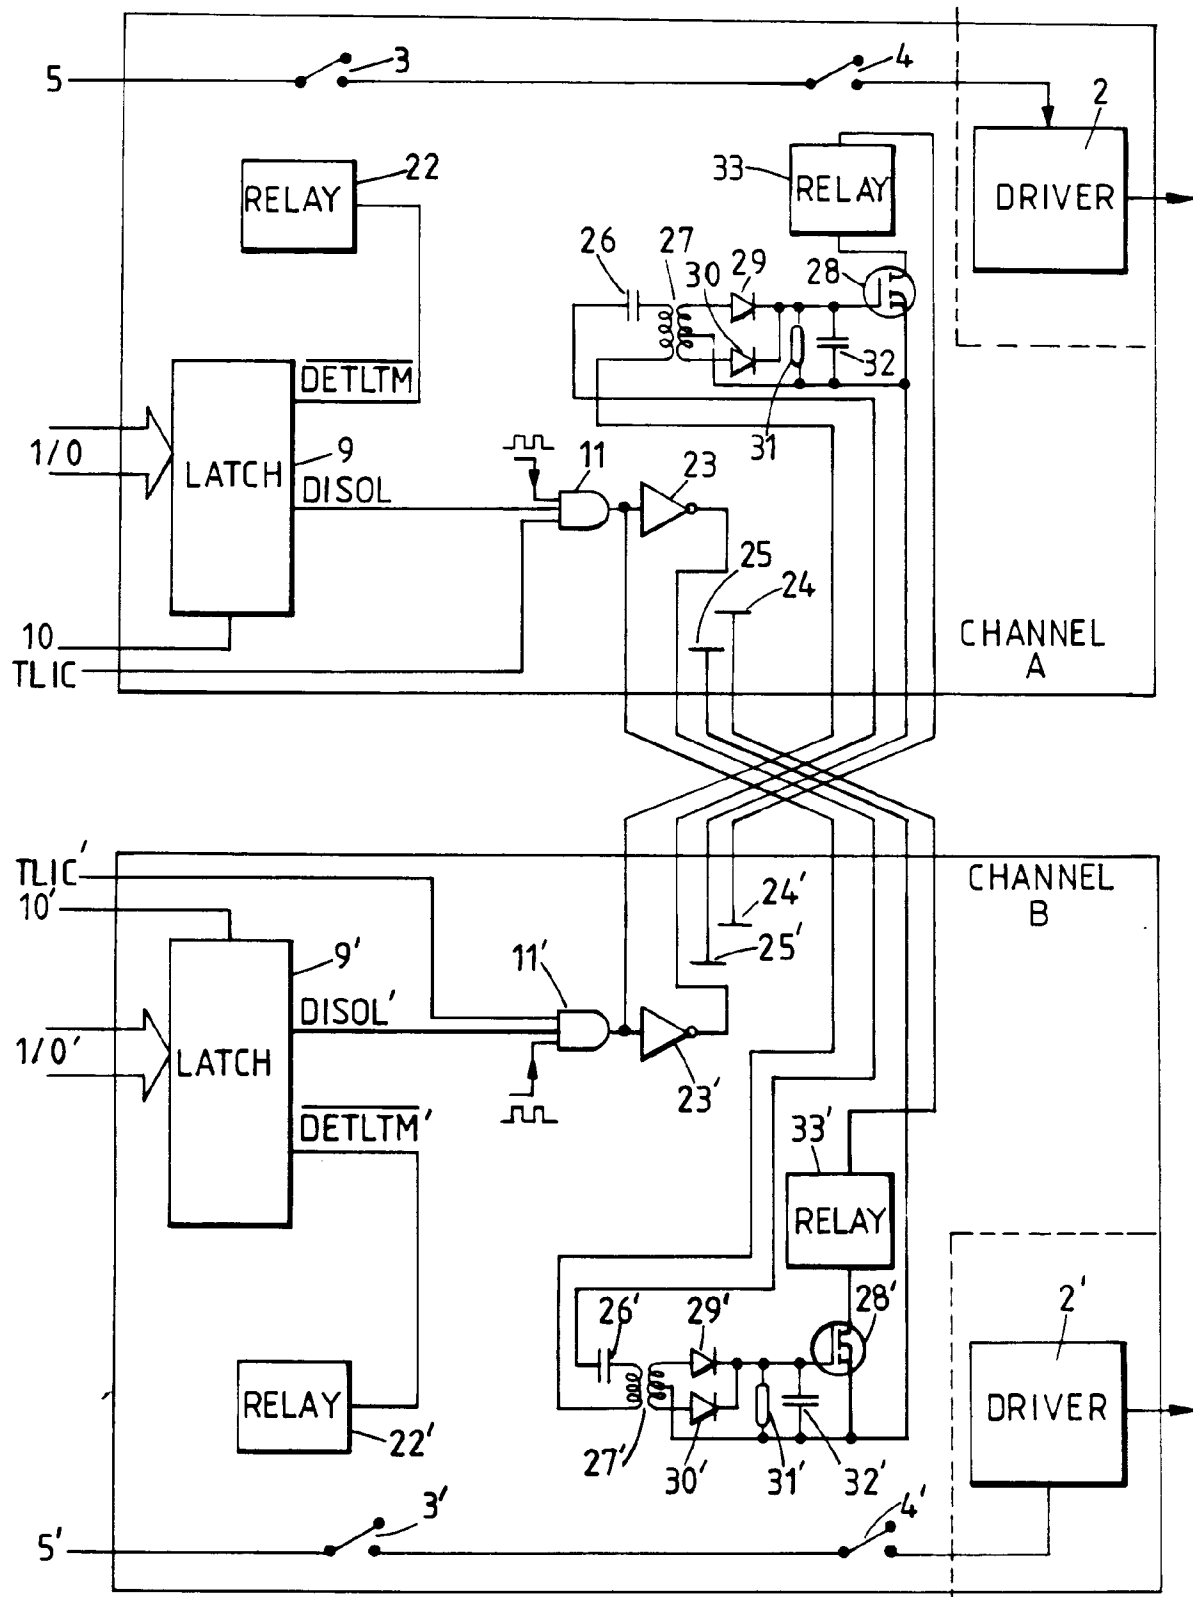 5
3
4
2
DRIVER
33
RELAY
22
RELAY
26
27
29
30
28
32
31
DETLTM
1/0
9
LATCH
DISOL
11
23
25
24
10
TLIC
CHANNEL
A
TLIC'
10'
CHANNEL
B
24'
25'
11'
9'
DISOL'
1/0'
LATCH
23'
DETLTM'
33'
RELAY
26'
29'
28'
2'
DRIVER
RELAY
22'
27'
30'
31'
32'
3'
4'
5'